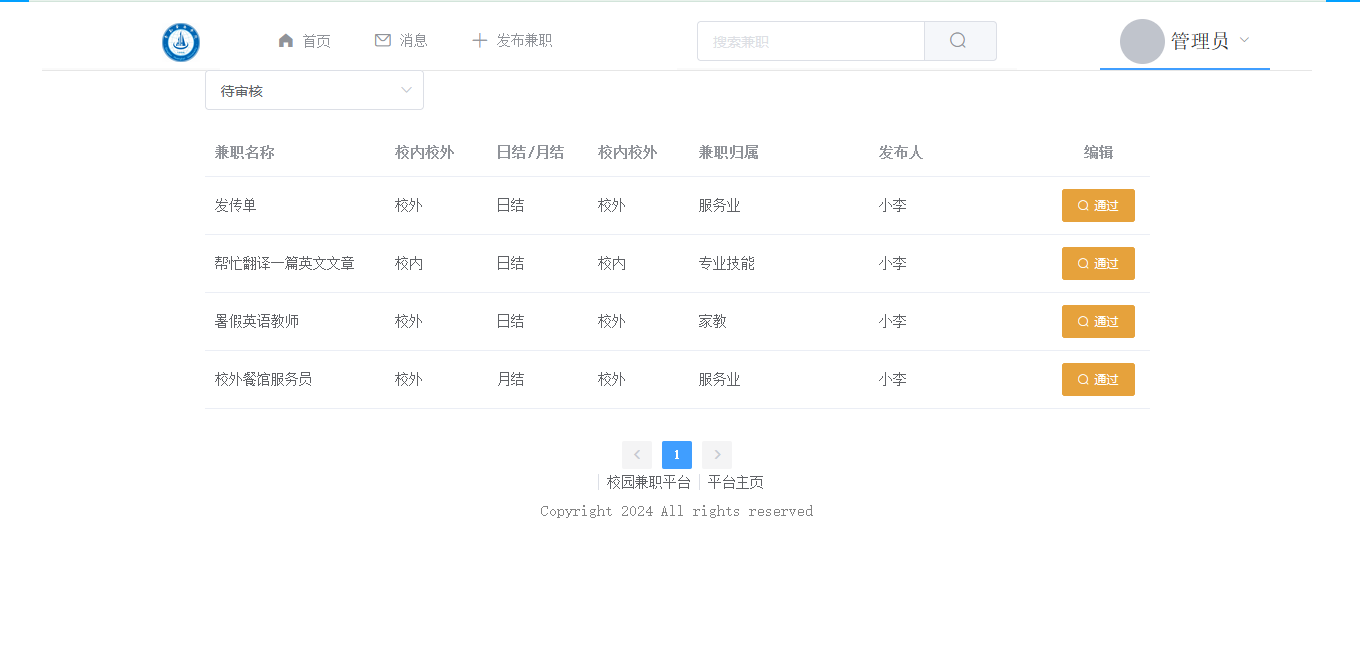 首页 消息 发布兼职 搜索兼职 管理员
待审核
兼职名称 校内校外 日结/月结 校内校外 兼职归属 发布人 编辑
发传单 校外 日结 校外 服务业 小李 通过
帮忙翻译一篇英文文章 校内 日结 校内 专业技能 小李 通过
暑假英语教师 校外 日结 校外 家教 小李 通过
校外餐馆服务员 校外 月结 校外 服务业 小李 通过
1
校园兼职平台 平台主页
Copyright 2024 All rights reserved